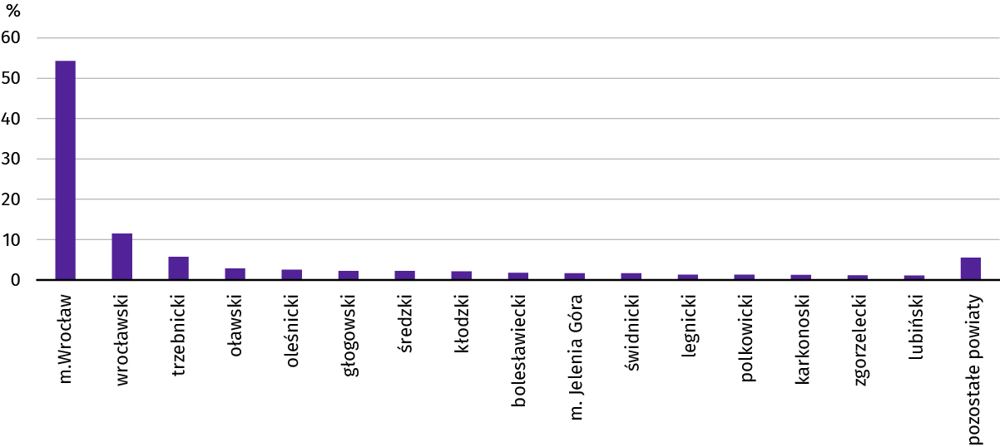 %
60
50
40
30
20
10
0
m.Wrocław
wrocławski
trzebnicki
oławski
oleśnicki
głogowski
średzki
kłodzki
bolesławiecki
m. Jelenia Góra
świdnicki
legnicki
polkowicki
karkonoski
zgorzelecki
lubiński
pozostałe powiaty